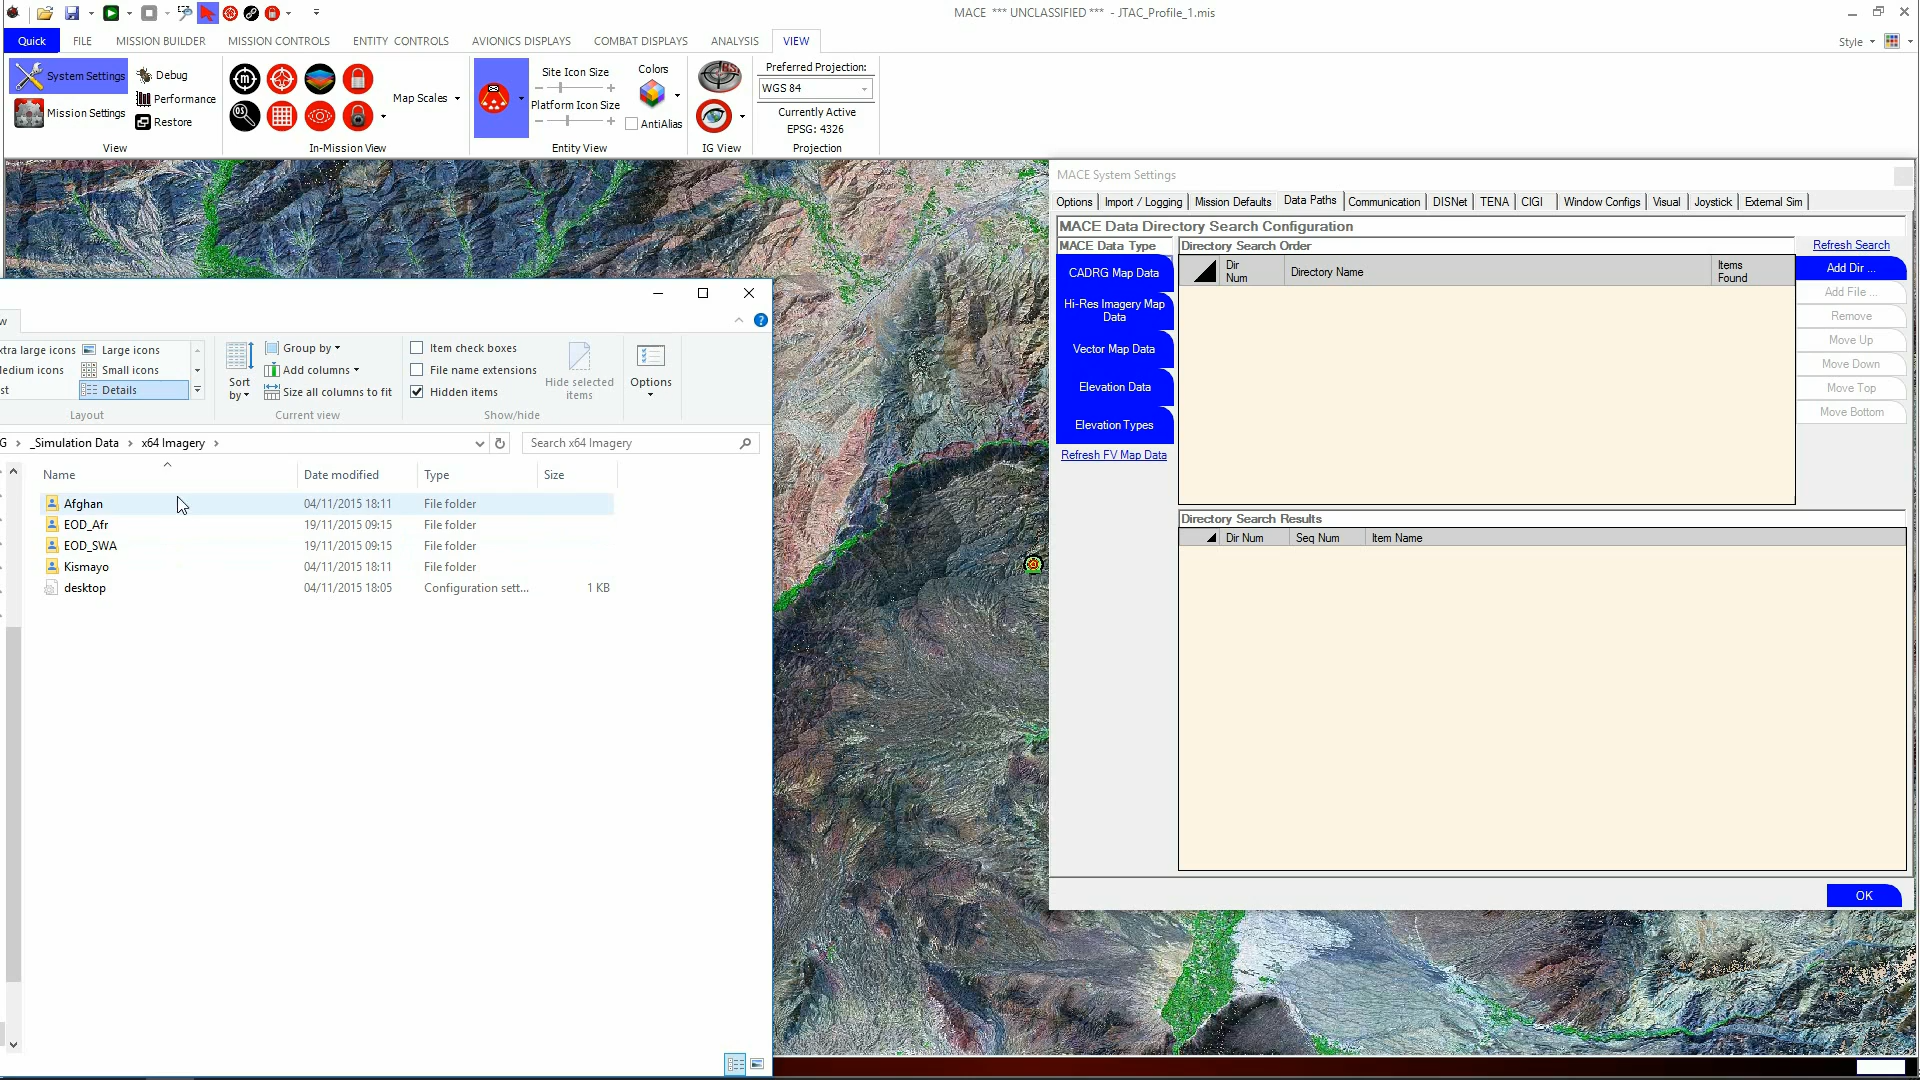 MACE *** UNCLASSIFIED *** - JTAC_Profile_1.mis
Quick FILE MISSION BUILDER MISSION CONTROLS ENTITY CONTROLS AVIONICS DISPLAYS COMBAT DISPLAYS ANALYSIS VIEW Style
System Settings Debug
Performance
Mission Settings
Restore
View
Map Scales
In-Mission View
Site Icon Size
Platform Icon Size
Colors
AntiAlias
Entity View
IG View
Preferred Projection:
WGS 84
Currently Active
EPSG: 4326
Projection
MACE System Settings
Options Import / Logging Mission Defaults Data Paths Communication DISNet TENA CIGI Window Configs Visual Joystick External Sim
MACE Data Directory Search Configuration
MACE Data Type
CADRG Map Data
Hi-Res Imagery Map
Data
Vector Map Data
Elevation Data
Elevation Types
Refresh FV Map Data
Directory Search Order
Dir
Num
Directory Name
Items
Found
Refresh Search
Add Dir ...
Add File ...
Remove
Move Up
Move Down
Move Top
Move Bottom
Directory Search Results
Dir Num Seq Num Item Name
OK
w
xtra large icons Large icons
edium icons Small icons
st Details
Layout
Sort
by
Group by
Add columns
Size all columns to fit
Current view
Item check boxes
File name extensions
Hidden items
Hide selected
items
Show/hide
Options
G > _Simulation Data > x64 Imagery > Search x64 Imagery
Name Date modified Type Size
Afghan 04/11/2015 18:11 File folder
EOD_Afr 19/11/2015 09:15 File folder
EOD_SWA 19/11/2015 09:15 File folder
Kismayo 04/11/2015 18:11 File folder
desktop 04/11/2015 18:05 Configuration sett... 1 KB